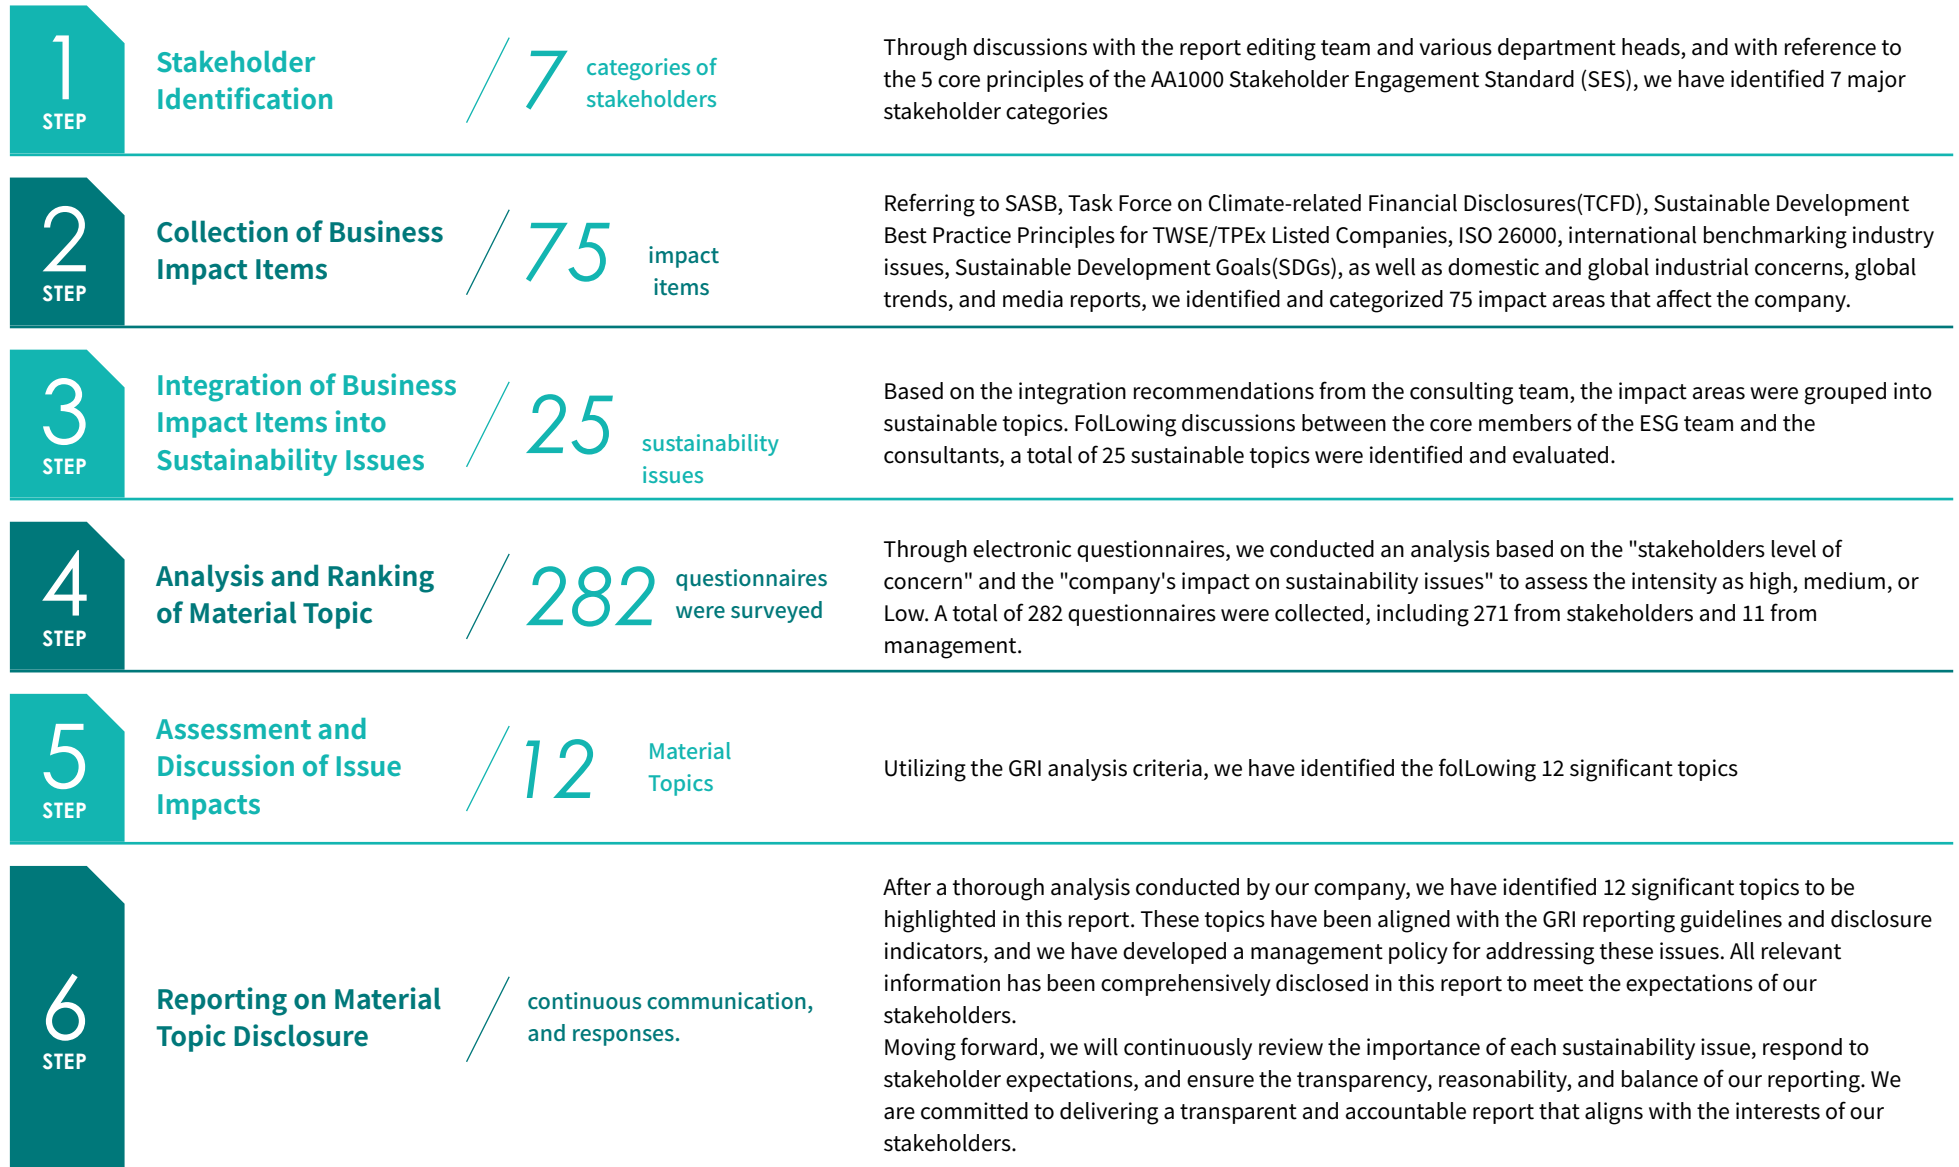 1
STEP
Stakeholder
Identification
7
categories of
stakeholders
Through discussions with the report editing team and various department heads, and with reference to
the 5 core principles of the AA1000 Stakeholder Engagement Standard (SES), we have identified 7 major
stakeholder categories
2
STEP
Collection of Business
Impact Items
75
impact
items
Referring to SASB, Task Force on Climate-related Financial Disclosures(TCFD), Sustainable Development
Best Practice Principles for TWSE/TPEx Listed Companies, ISO 26000, international benchmarking industry
issues, Sustainable Development Goals(SDGs), as well as domestic and global industrial concerns, global
trends, and media reports, we identified and categorized 75 impact areas that affect the company.
3
STEP
Integration of Business
Impact Items into
Sustainability Issues
25
sustainability
issues
Based on the integration recommendations from the consulting team, the impact areas were grouped into
sustainable topics. FolLowing discussions between the core members of the ESG team and the
consultants, a total of 25 sustainable topics were identified and evaluated.
4
STEP
Analysis and Ranking
of Material Topic
282
questionnaires
were surveyed
Through electronic questionnaires, we conducted an analysis based on the "stakeholders level of
concern" and the "company's impact on sustainability issues" to assess the intensity as high, medium, or
Low. A total of 282 questionnaires were collected, including 271 from stakeholders and 11 from
management.
5
STEP
Assessment and
Discussion of Issue
Impacts
12
Material
Topics
Utilizing the GRI analysis criteria, we have identified the folLowing 12 significant topics
6
STEP
Reporting on Material
Topic Disclosure
continuous communication,
and responses.
After a thorough analysis conducted by our company, we have identified 12 significant topics to be
highlighted in this report. These topics have been aligned with the GRI reporting guidelines and disclosure
indicators, and we have developed a management policy for addressing these issues. All relevant
information has been comprehensively disclosed in this report to meet the expectations of our
stakeholders.
Moving forward, we will continuously review the importance of each sustainability issue, respond to
stakeholder expectations, and ensure the transparency, reasonability, and balance of our reporting. We
are committed to delivering a transparent and accountable report that aligns with the interests of our
stakeholders.